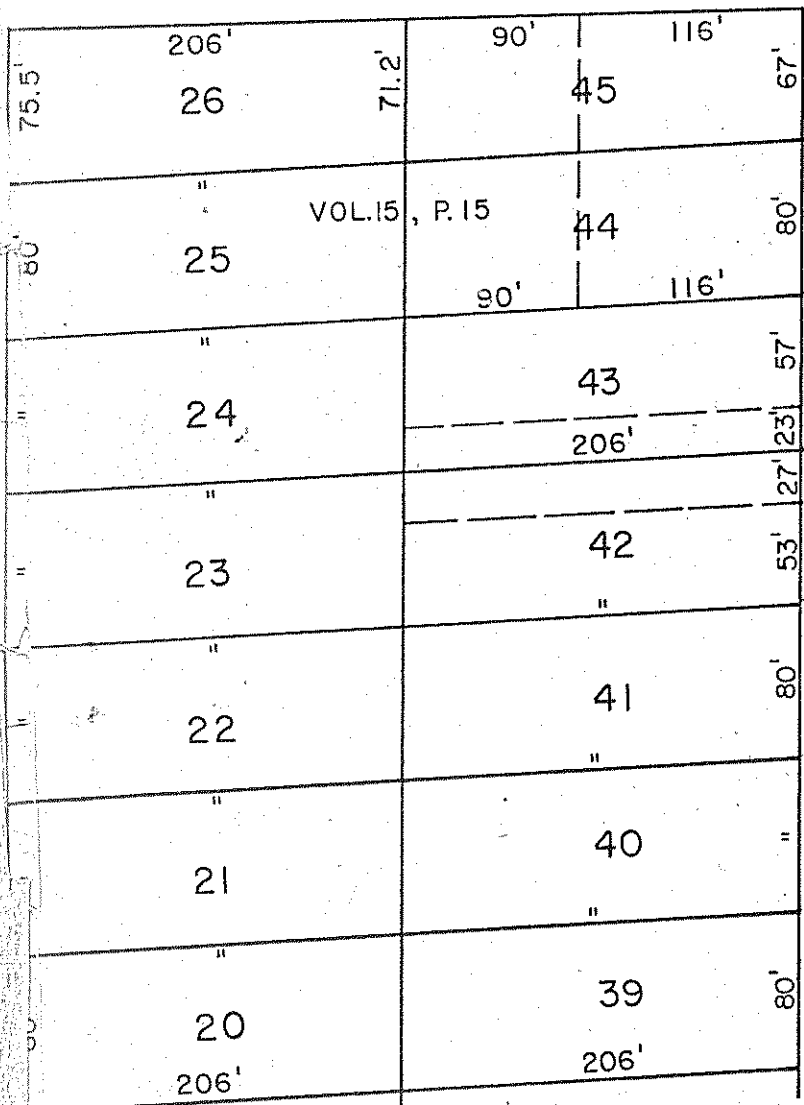 206' 90' 116'
75.5' 26 71.2' 45 67'
"
VOL.15, P. 15
80' 25 44 80'
90' 116'
"
43 57'
" 24
206' 23'
" 27'
" 23 42 53'
"
"
" 22 41 80'
"
"
21 40 "
"
"
20 39 80'
206' 206'